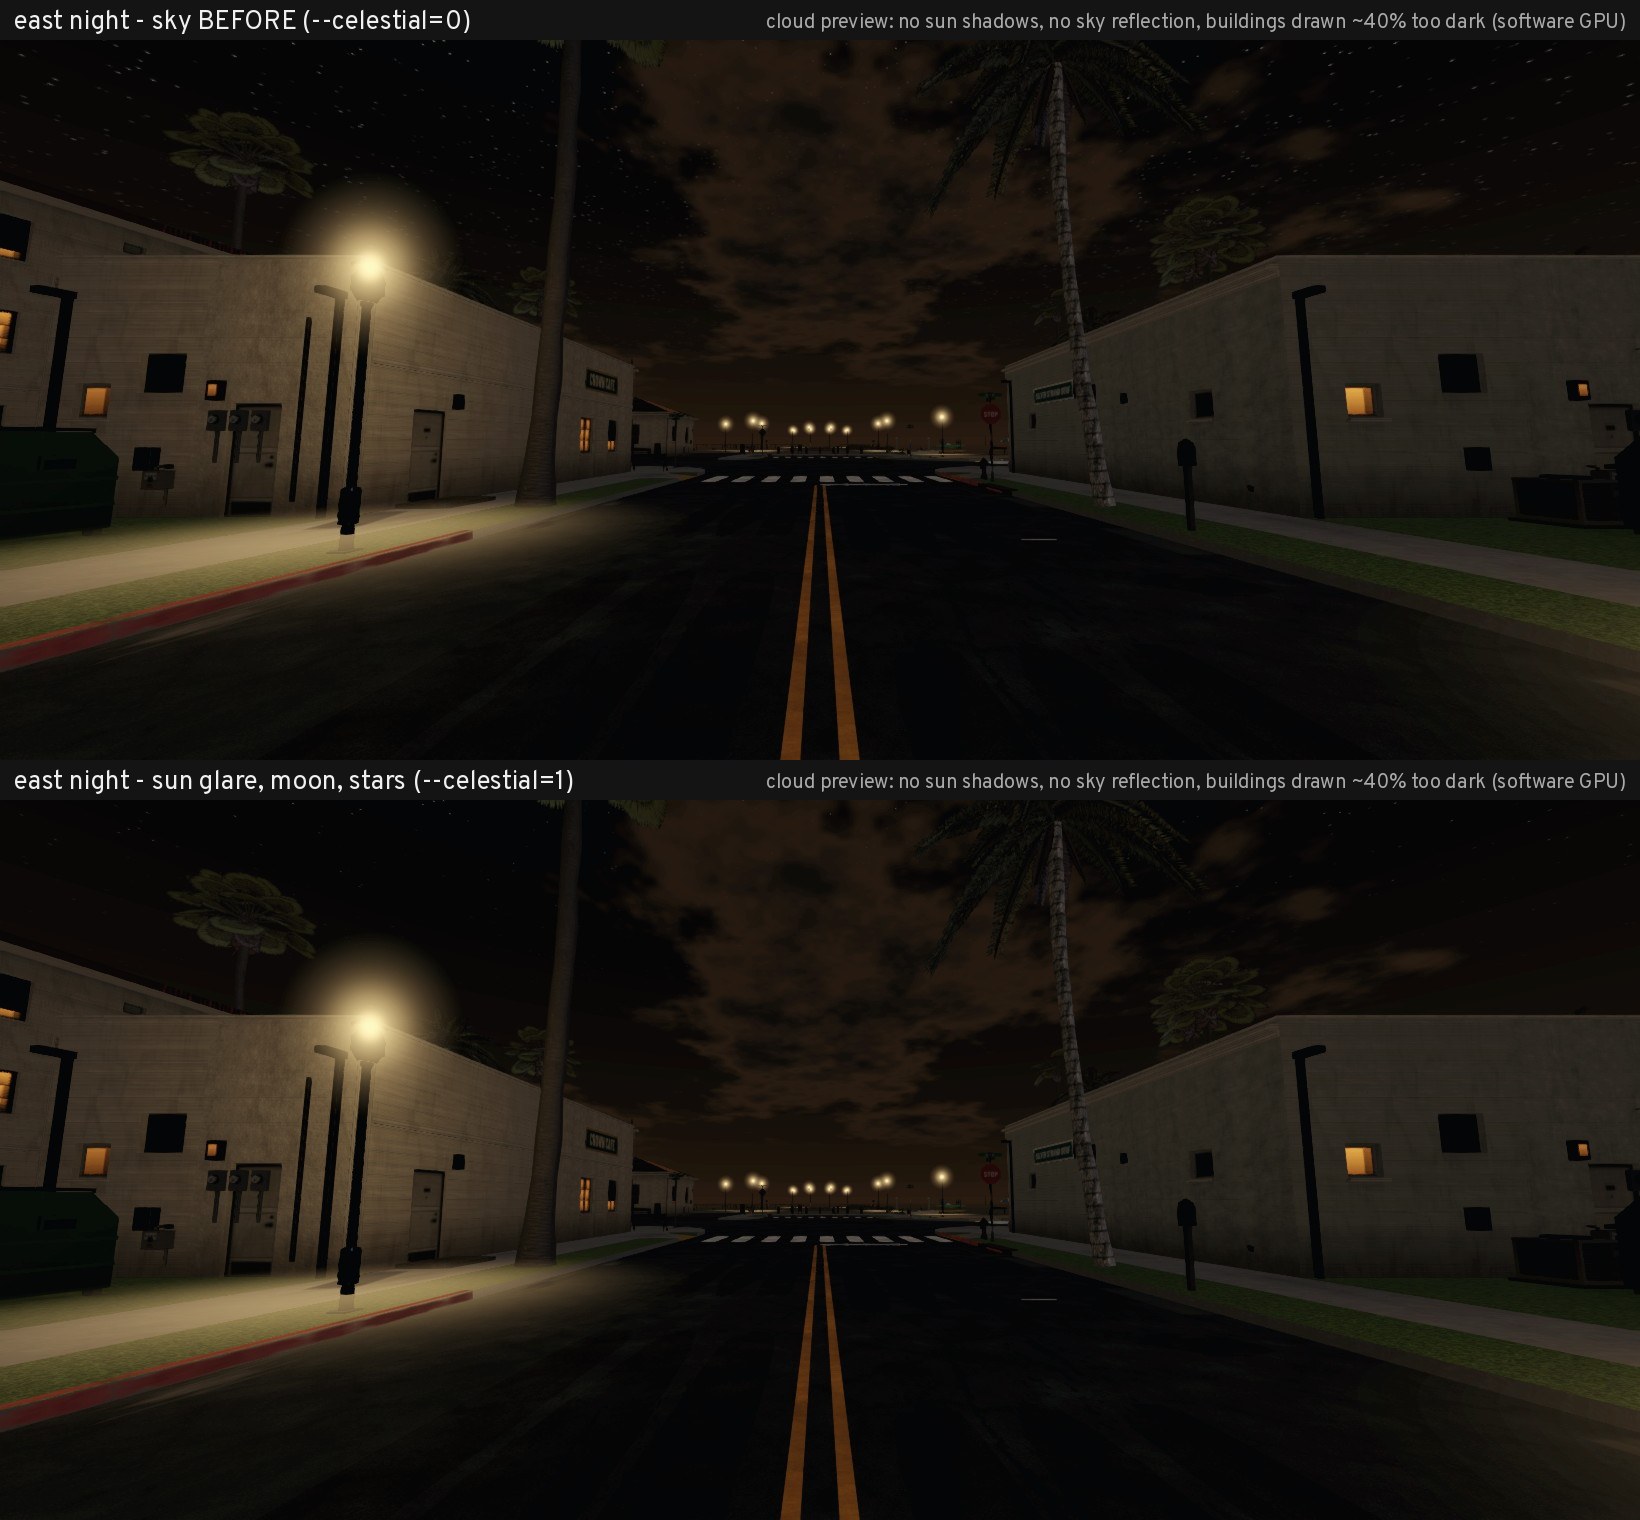 east night - sky BEFORE (--celestial=0)
cloud preview: no sun shadows, no sky reflection, buildings drawn ~40% too dark (software GPU)
STOP
east night - sun glare, moon, stars (--celestial=1)
cloud preview: no sun shadows, no sky reflection, buildings drawn ~40% too dark (software GPU)
STOP